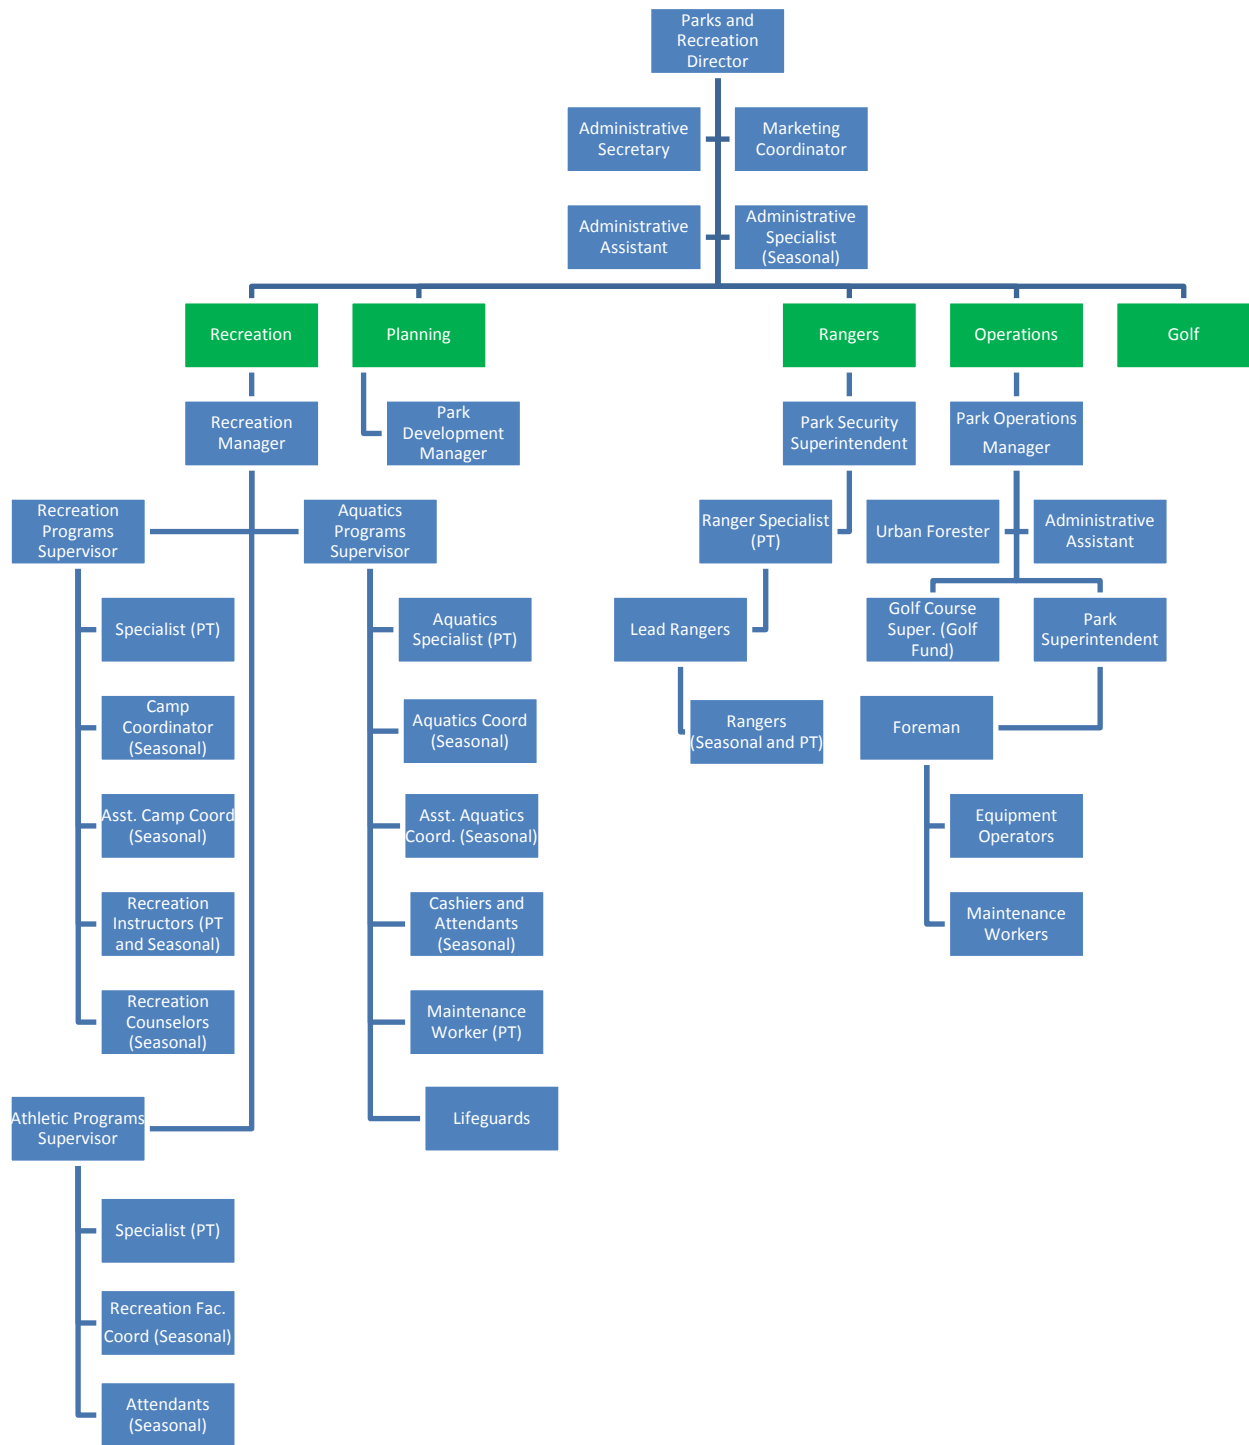 Parks and
Recreation
Director
Administrative
Secretary
Marketing
Coordinator
Administrative
Assistant
Administrative
Specialist
(Seasonal)
Recreation
Planning
Rangers
Operations
Golf
Recreation
Manager
Park
Development
Manager
Park Security
Superintendent
Park Operations
Manager
Recreation
Programs
Supervisor
Aquatics
Programs
Supervisor
Ranger Specialist
(PT)
Urban Forester
Administrative
Assistant
Specialist (PT)
Aquatics
Specialist (PT)
Lead Rangers
Golf Course
Super. (Golf
Fund)
Park
Superintendent
Camp
Coordinator
(Seasonal)
Aquatics Coord
(Seasonal)
Rangers
(Seasonal and PT)
Foreman
Asst. Camp Coord
(Seasonal)
Asst. Aquatics
Coord. (Seasonal)
Equipment
Operators
Recreation
Instructors (PT
and Seasonal)
Cashiers and
Attendants
(Seasonal)
Maintenance
Workers
Recreation
Counselors
(Seasonal)
Maintenance
Worker (PT)
Athletic Programs
Supervisor
Lifeguards
Specialist (PT)
Recreation Fac.
Coord (Seasonal)
Attendants
(Seasonal)